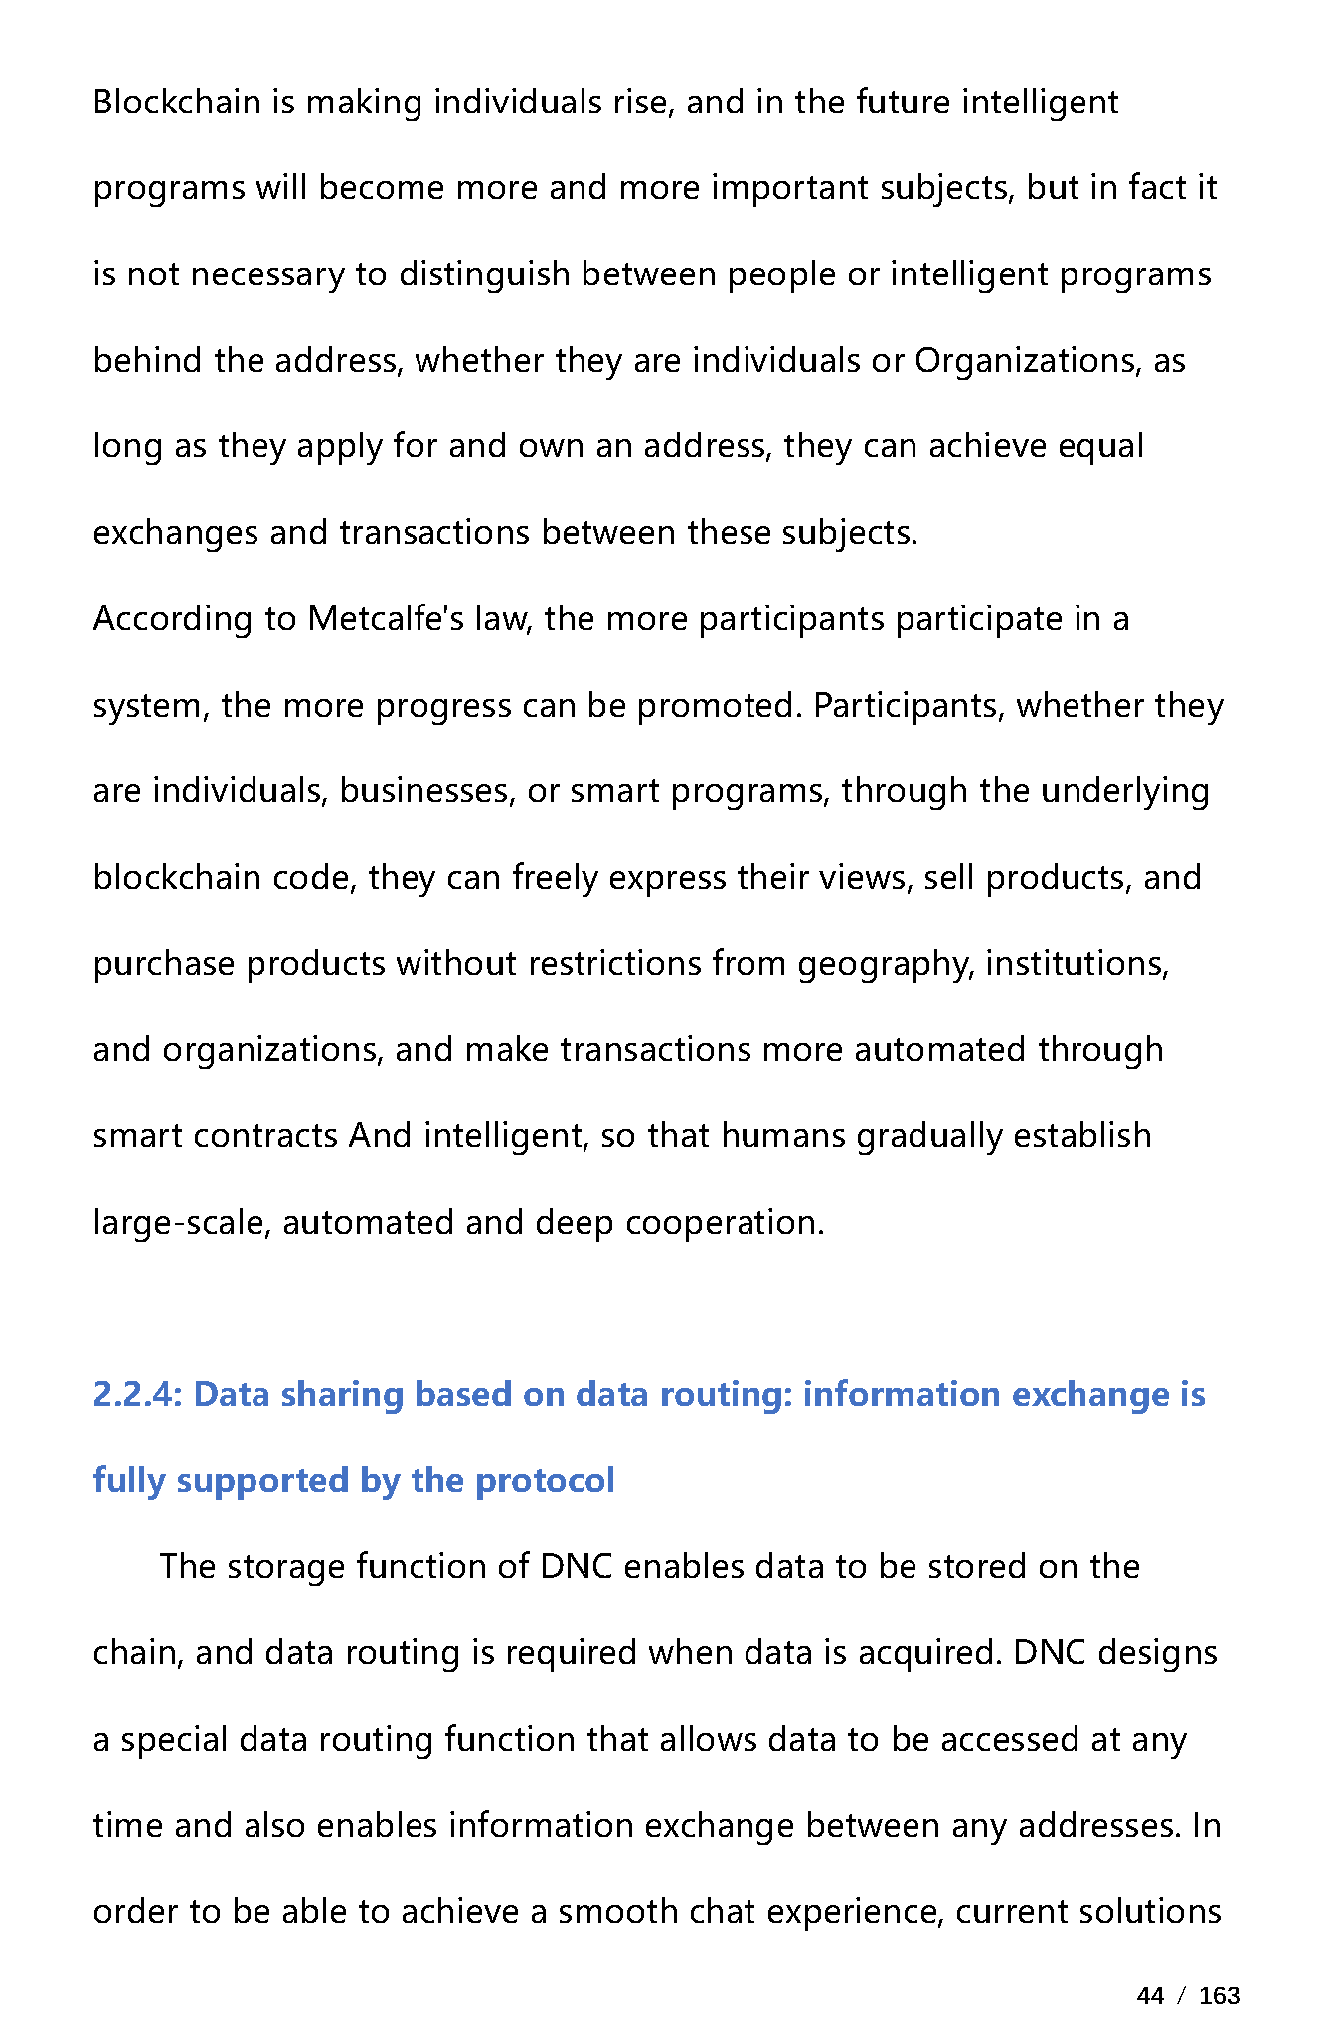 Blockchain is making individuals rise, and in the future intelligent
programs will become more and more important subjects, but in fact it
is not necessary to distinguish between people or intelligent programs
behind the address, whether they are individuals or Organizations, as
long as they apply for and own an address, they can achieve equal
exchanges and transactions between these subjects.
According to Metcalfe's law, the more participants participate in a
system, the more progress can be promoted. Participants, whether they
are individuals, businesses, or smart programs, through the underlying
blockchain code, they can freely express their views, sell products, and
purchase products without restrictions from geography, institutions,
and organizations, and make transactions more automated through
smart contracts And intelligent, so that humans gradually establish
large-scale, automated and deep cooperation.
2.2.4: Data sharing based on data routing: information exchange is
fully supported by the protocol
The storage function of DNC enables data to be stored on the
chain, and data routing is required when data is acquired. DNC designs
a special data routing function that allows data to be accessed at any
time and also enables information exchange between any addresses. In
order to be able to achieve a smooth chat experience, current solutions
44 / 163